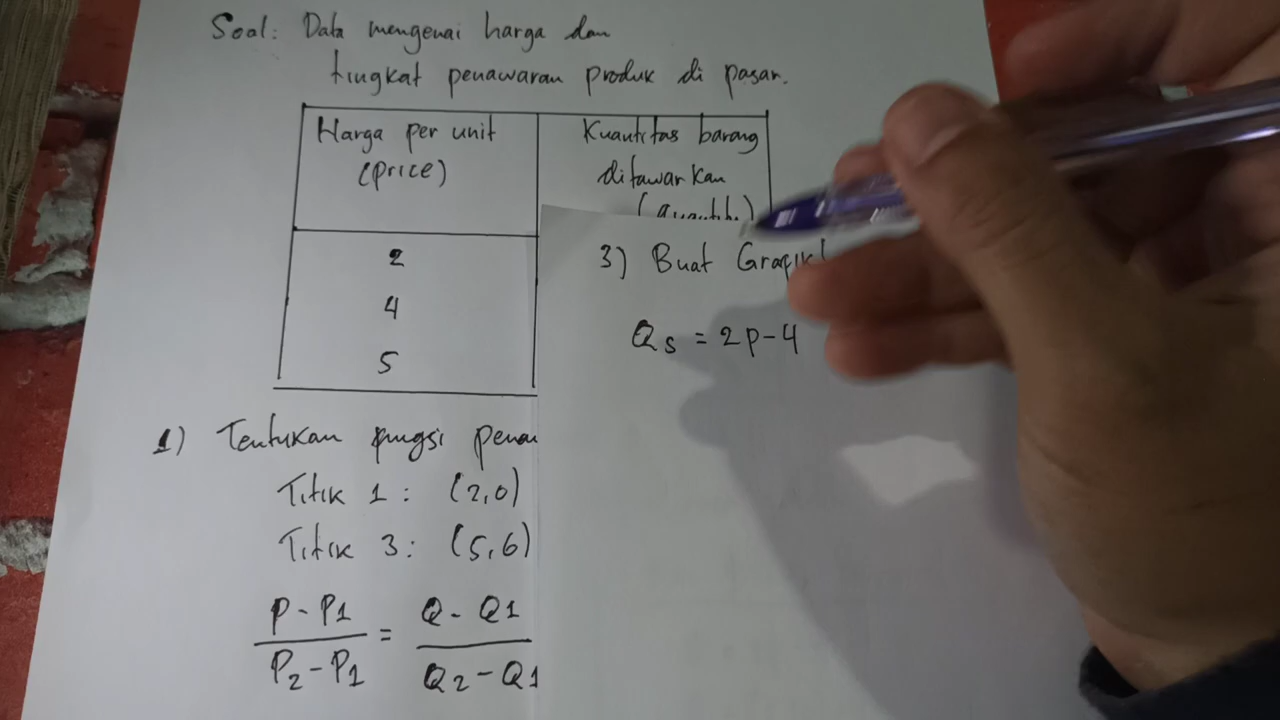 Soal: Data mengenai harga dan
tingkat penawaran produk di pasar.
Harga per unit
(price)
Kuantitas barang
ditawarkan
2
4
5
3) Buat Grafik!
Qs = 2p-4
1) Tentukan fungsi
Titik 1: (2,0)
Titik 3: (5,6)
P - P1 / P2 - P1 = Q - Q1 / Q2 - Q1